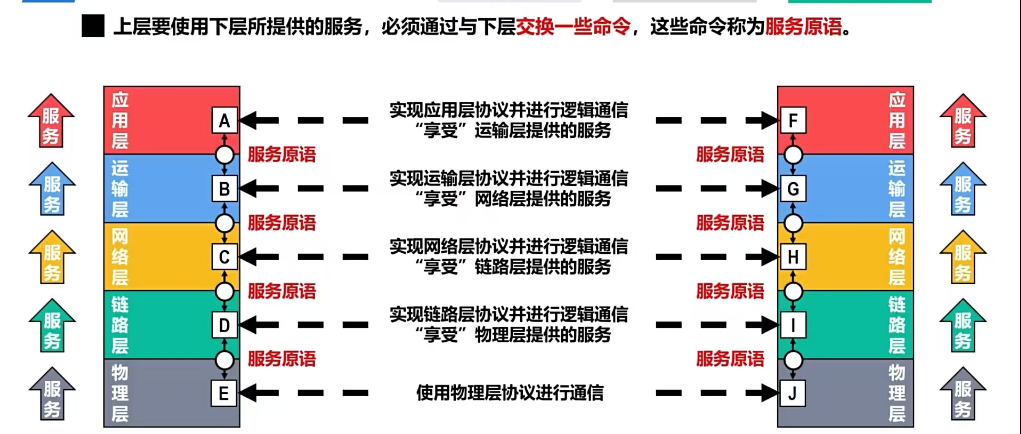 上层要使用下层所提供的服务，必须通过与下层交换一些命令，这些命令称为服务原语。
服务
应用层
A
实现应用层协议并进行逻辑通信
“享受”运输层提供的服务
F
应用层
服务
服务原语
服务原语
服务
运输层
B
实现运输层协议并进行逻辑通信
“享受”网络层提供的服务
G
运输层
服务
服务原语
服务原语
服务
网络层
C
实现网络层协议并进行逻辑通信
“享受”链路层提供的服务
H
网络层
服务
服务原语
服务原语
服务
链路层
D
实现链路层协议并进行逻辑通信
“享受”物理层提供的服务
I
链路层
服务
服务原语
服务原语
服务
物理层
E
使用物理层协议进行通信
J
物理层
服务